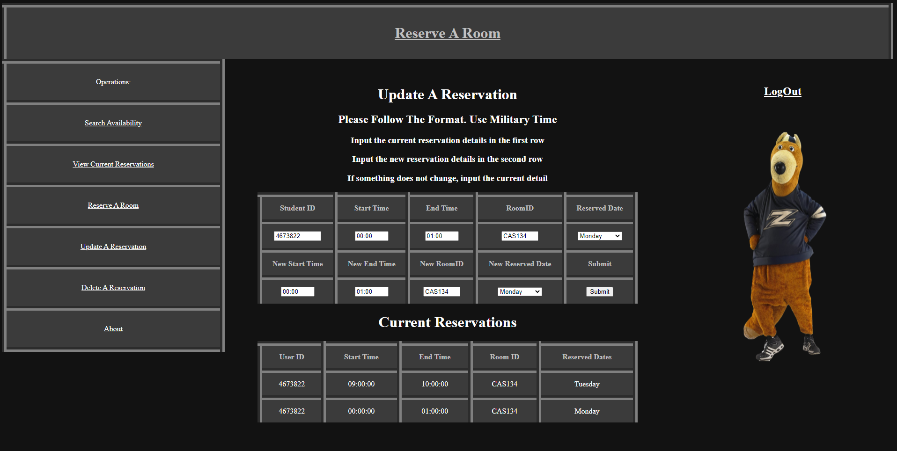 Reserve A Room
Operations
Search Availability
View Current Reservations
Reserve A Room
Update A Reservation
Delete A Reservation
About
Update A Reservation
Please Follow The Format. Use Military Time
Input the current reservation details in the first row
Input the new reservation details in the second row
If something does not change, input the current detail
Student ID Start Time End Time RoomID Reserved Date
4673822 00:00 01:00 CAS134 Monday
New Start Time New End Time New RoomID New Reserved Date Submit
00:00 01:00 CAS134 Monday Submit
Current Reservations
User ID Start Time End Time Room ID Reserved Dates
4673822 09:00:00 10:00:00 CAS134 Tuesday
4673822 00:00:00 01:00:00 CAS134 Monday
LogOut
Z